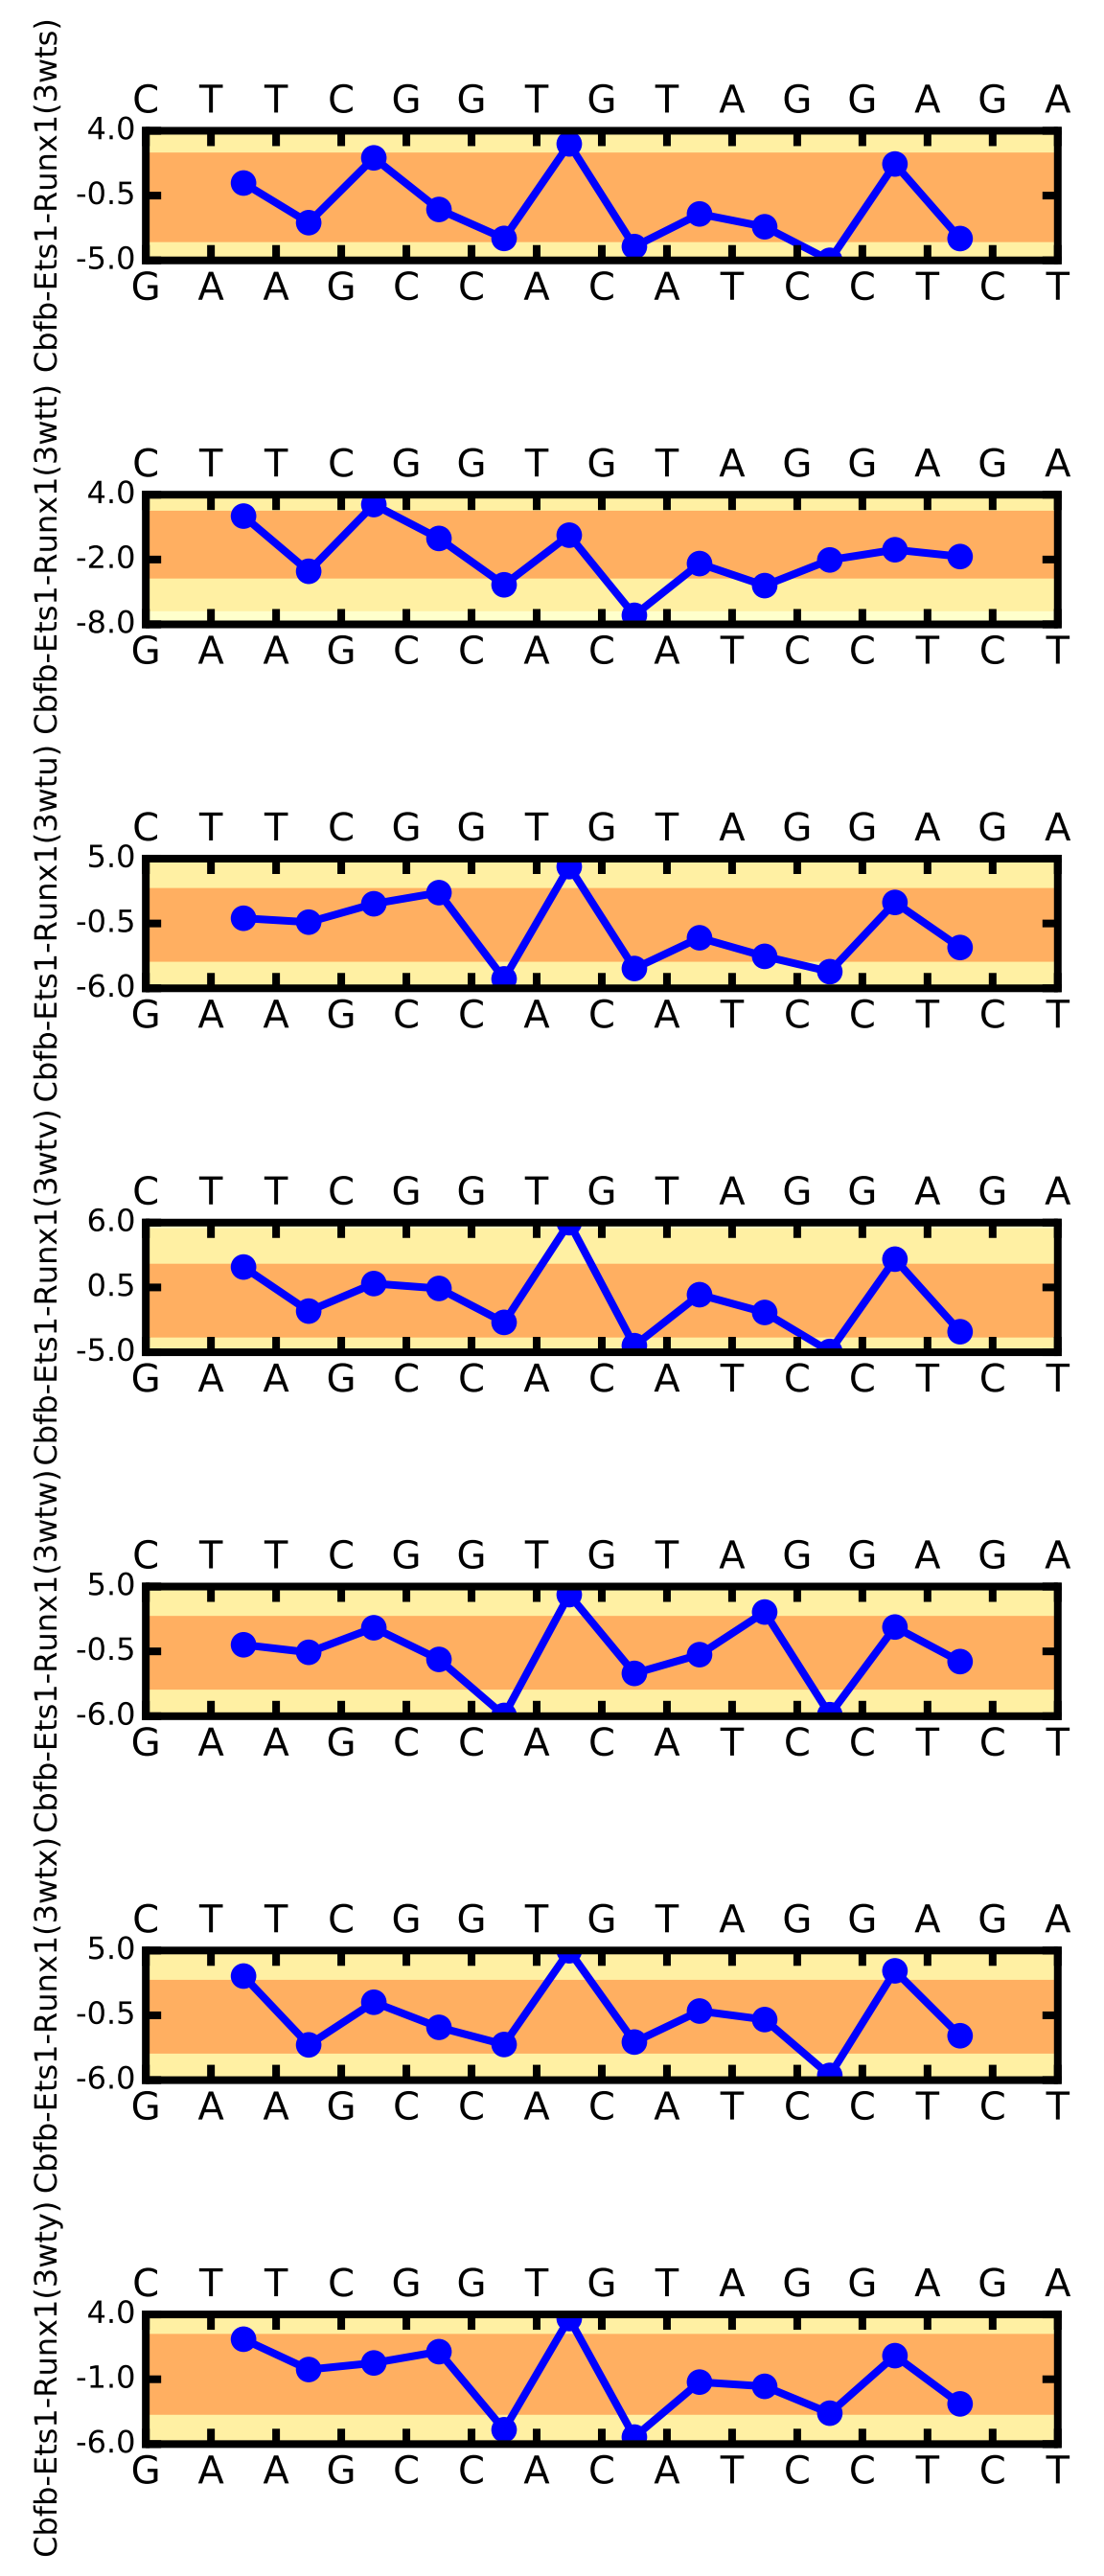 Cbfb-Ets1-Runx1(3wts)
C T T C G G T G T A G G A G A
4.0
-0.5
-5.0
G A A G C C A C A T C C T C T
Cbfb-Ets1-Runx1(3wtt)
C T T C G G T G T A G G A G A
4.0
-2.0
-8.0
G A A G C C A C A T C C T C T
Cbfb-Ets1-Runx1(3wtu)
C T T C G G T G T A G G A G A
5.0
-0.5
-6.0
G A A G C C A C A T C C T C T
Cbfb-Ets1-Runx1(3wtv)
C T T C G G T G T A G G A G A
6.0
0.5
-5.0
G A A G C C A C A T C C T C T
Cbfb-Ets1-Runx1(3wtw)
C T T C G G T G T A G G A G A
5.0
-0.5
-6.0
G A A G C C A C A T C C T C T
Cbfb-Ets1-Runx1(3wtx)
C T T C G G T G T A G G A G A
5.0
-0.5
-6.0
G A A G C C A C A T C C T C T
Cbfb-Ets1-Runx1(3wty)
C T T C G G T G T A G G A G A
4.0
-1.0
-6.0
G A A G C C A C A T C C T C T